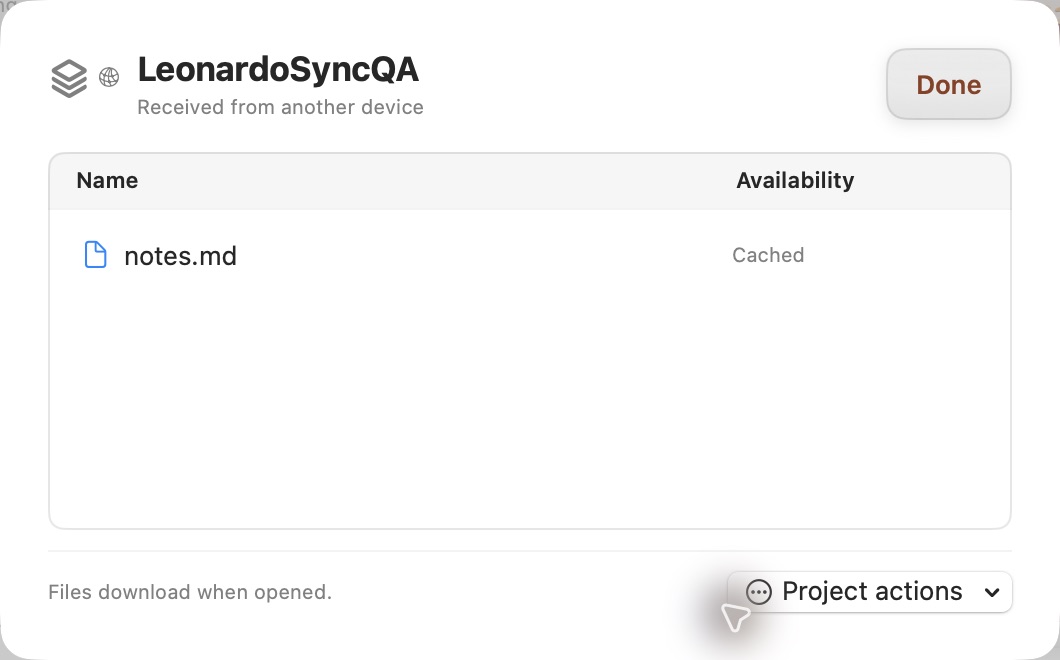 LeonardoSyncQA
Received from another device
Done
Name
Availability
notes.md
Cached
Files download when opened.
Project actions